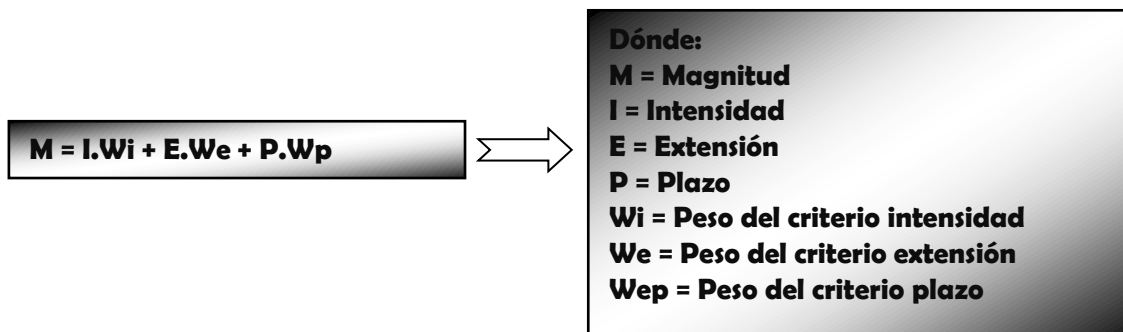 M = I.Wi + E.We + P.Wp
Dónde:
M = Magnitud
I = Intensidad
E = Extensión
P = Plazo
Wi = Peso del criterio intensidad
We = Peso del criterio extensión
Wep = Peso del criterio plazo